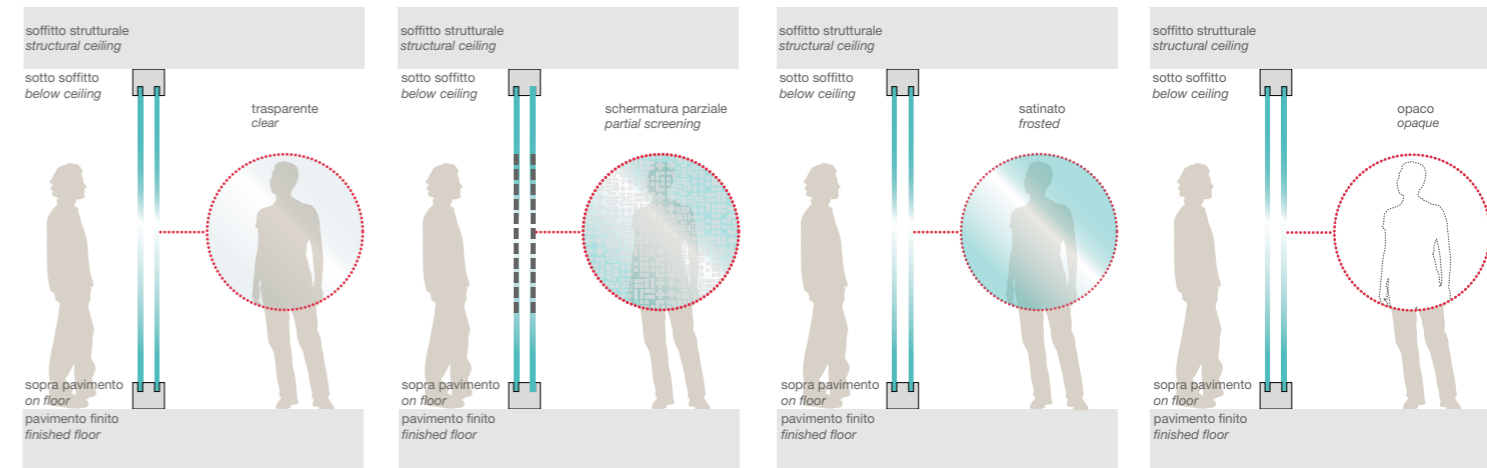 soffitto strutturale
structural ceiling
sotto soffitto
below ceiling
trasparente
clear
sopra pavimento
on floor
pavimento finito
finished floor
soffitto strutturale
structural ceiling
sotto soffitto
below ceiling
schermatura parziale
partial screening
sopra pavimento
on floor
pavimento finito
finished floor
soffitto strutturale
structural ceiling
sotto soffitto
below ceiling
satinato
frosted
sopra pavimento
on floor
pavimento finito
finished floor
soffitto strutturale
structural ceiling
sotto soffitto
below ceiling
opaco
opaque
sopra pavimento
on floor
pavimento finito
finished floor